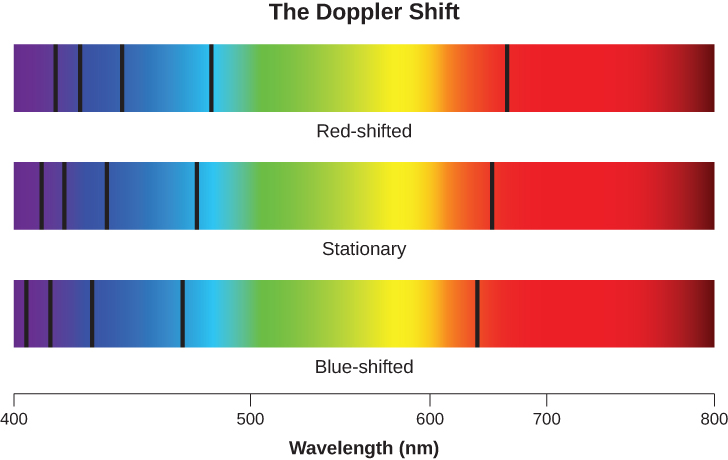 The Doppler Shift
Red-shifted
Stationary
Blue-shifted
400 500 600 700 800
Wavelength (nm)